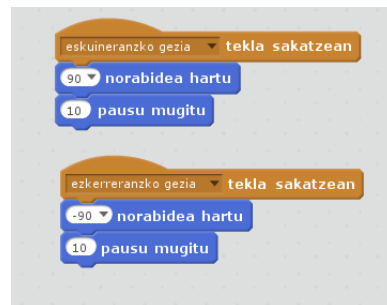 eskuineranzko gezia tekla sakatzean
90 norabidea hartu
10 pausu mugitu
ezkerreranzko gezia tekla sakatzean
-90 norabidea hartu
10 pausu mugitu